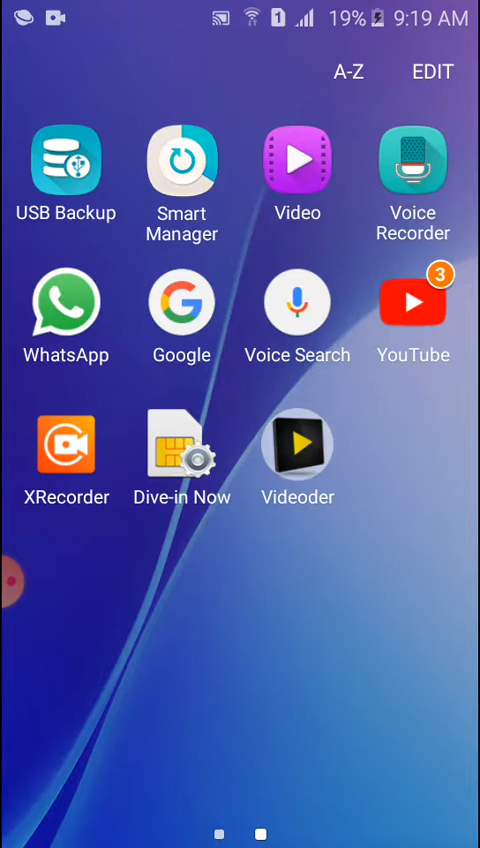 1 19% 9:19 AM
A-Z EDIT
USB Backup
Smart
Manager
Video
Voice
Recorder
3
WhatsApp
Google
Voice Search
YouTube
XRecorder
Dive-in Now
Videoder